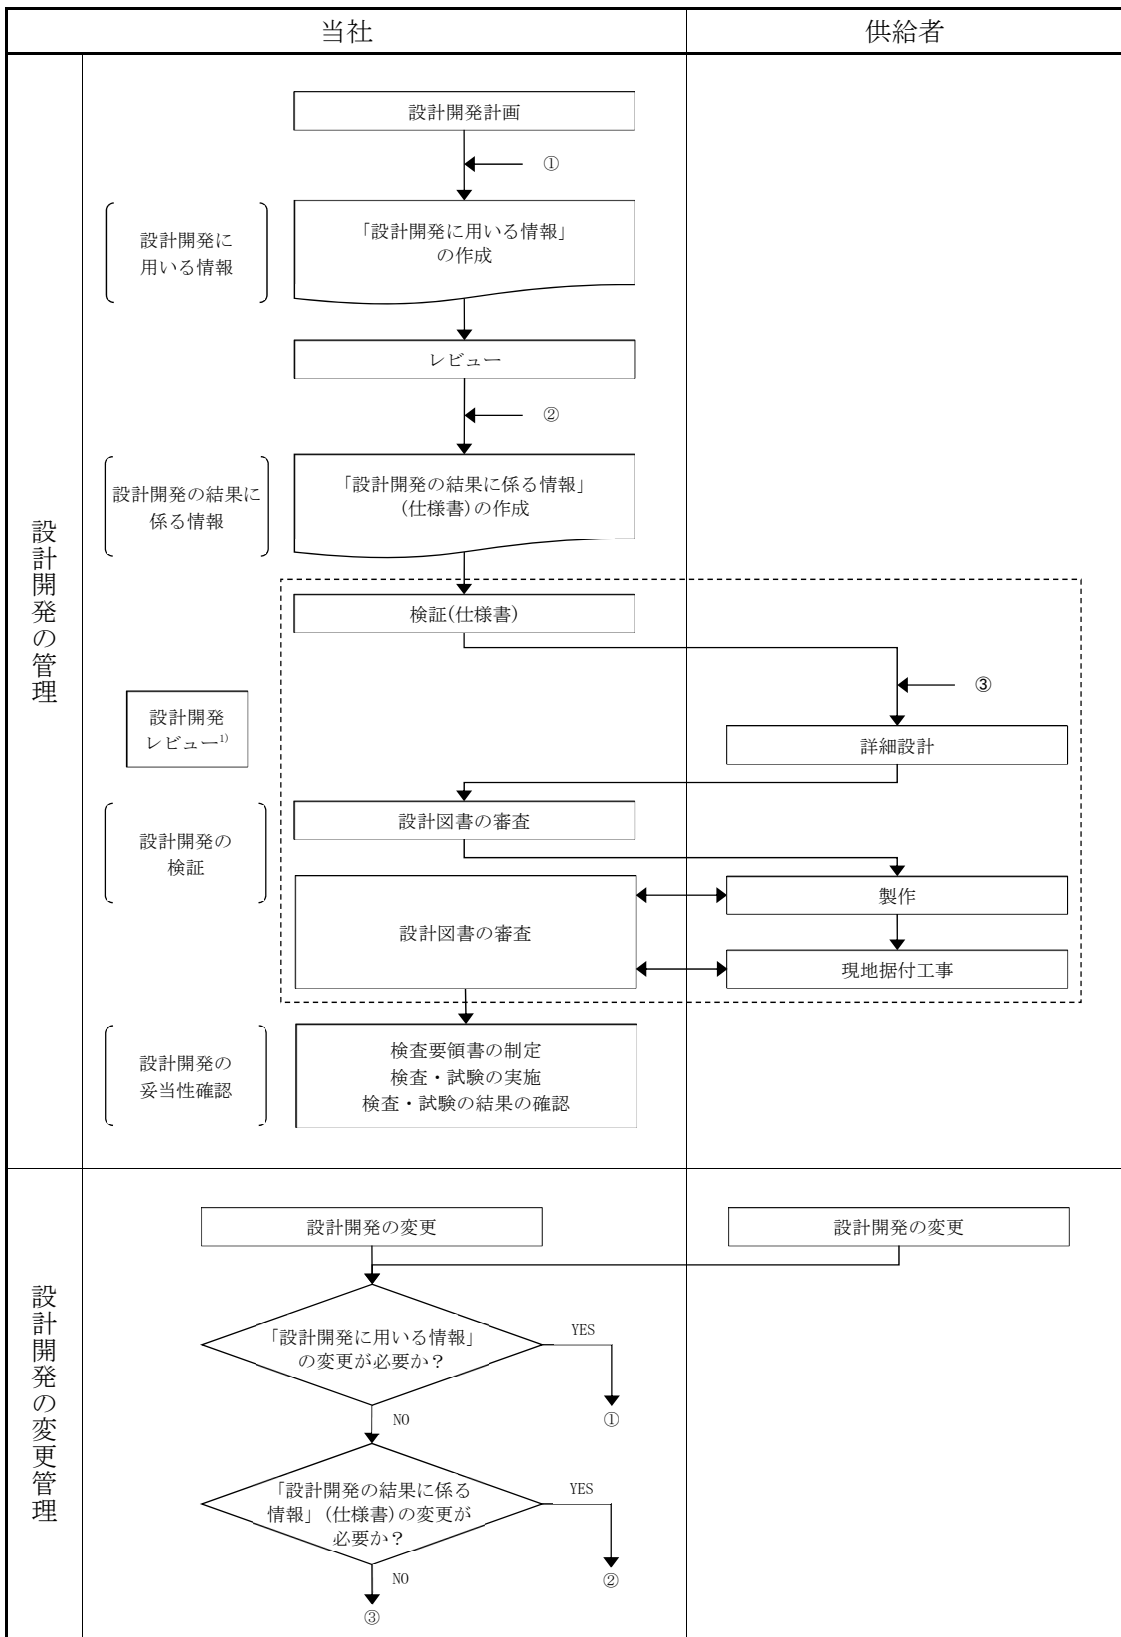 当社
供給者
設計開発の管理
設計開発計画
①
設計開発に
用いる情報
「設計開発に用いる情報」
の作成
レビュー
②
設計開発の結果に
係る情報
「設計開発の結果に係る情報」
(仕様書)の作成
検証(仕様書)
③
設計開発
レビュー¹⁾
詳細設計
設計図書の審査
設計開発の
検証
製作
設計図書の審査
現地据付工事
設計開発の
妥当性確認
検査要領書の制定
検査・試験の実施
検査・試験の結果の確認
設計開発の変更管理
設計開発の変更
設計開発の変更
「設計開発に用いる情報」
の変更が必要か？
YES
①
NO
「設計開発の結果に係る
情報」(仕様書)の変更が
必要か？
YES
②
NO
③